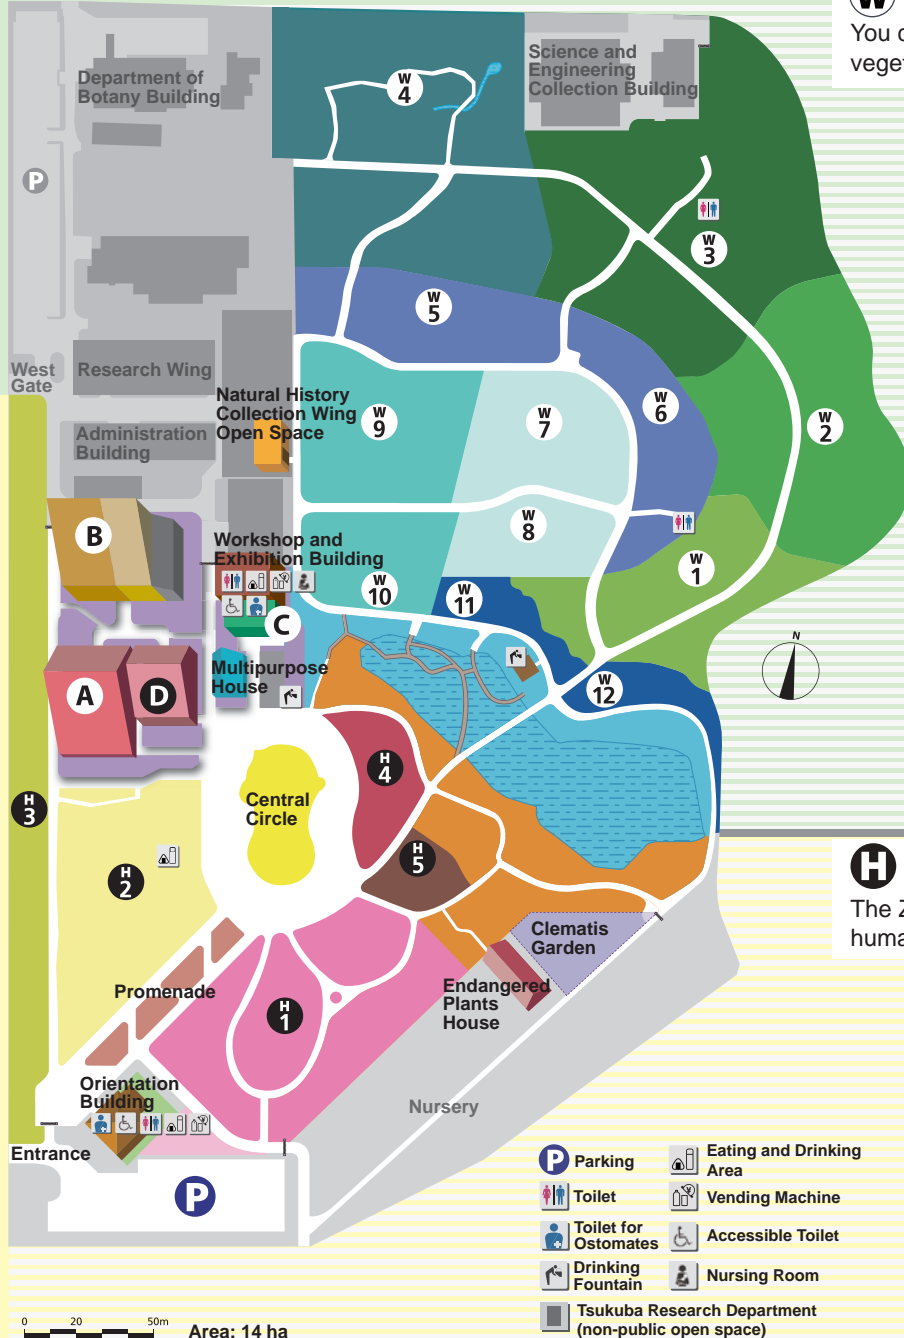 W
You
veget
Department of
Botany Building
W
4
Science and
Engineering
Collection Building
P
W
3
W
5
West
Gate
Research Wing
Natural History
Collection Wing
Open Space
W
9
W
7
W
6
W
2
Administration
Building
B
Workshop and
Exhibition Building
W
8
W
10
W
11
W
1
C
A
D
Multipurpose
House
N
W
12
H
4
H
3
Central
Circle
H
5
H
2
H
The Z
huma
Clematis
Garden
Promenade
Endangered
Plants
House
H
1
Orientation
Building
Nursery
Entrance
P
P Parking
Eating and Drinking
Area
Toilet
Vending Machine
Toilet for
Ostomates
Accessible Toilet
Drinking
Fountain
Nursing Room
Tsukuba Research Department
(non-public open space)
0 20 50m
Area: 14 ha